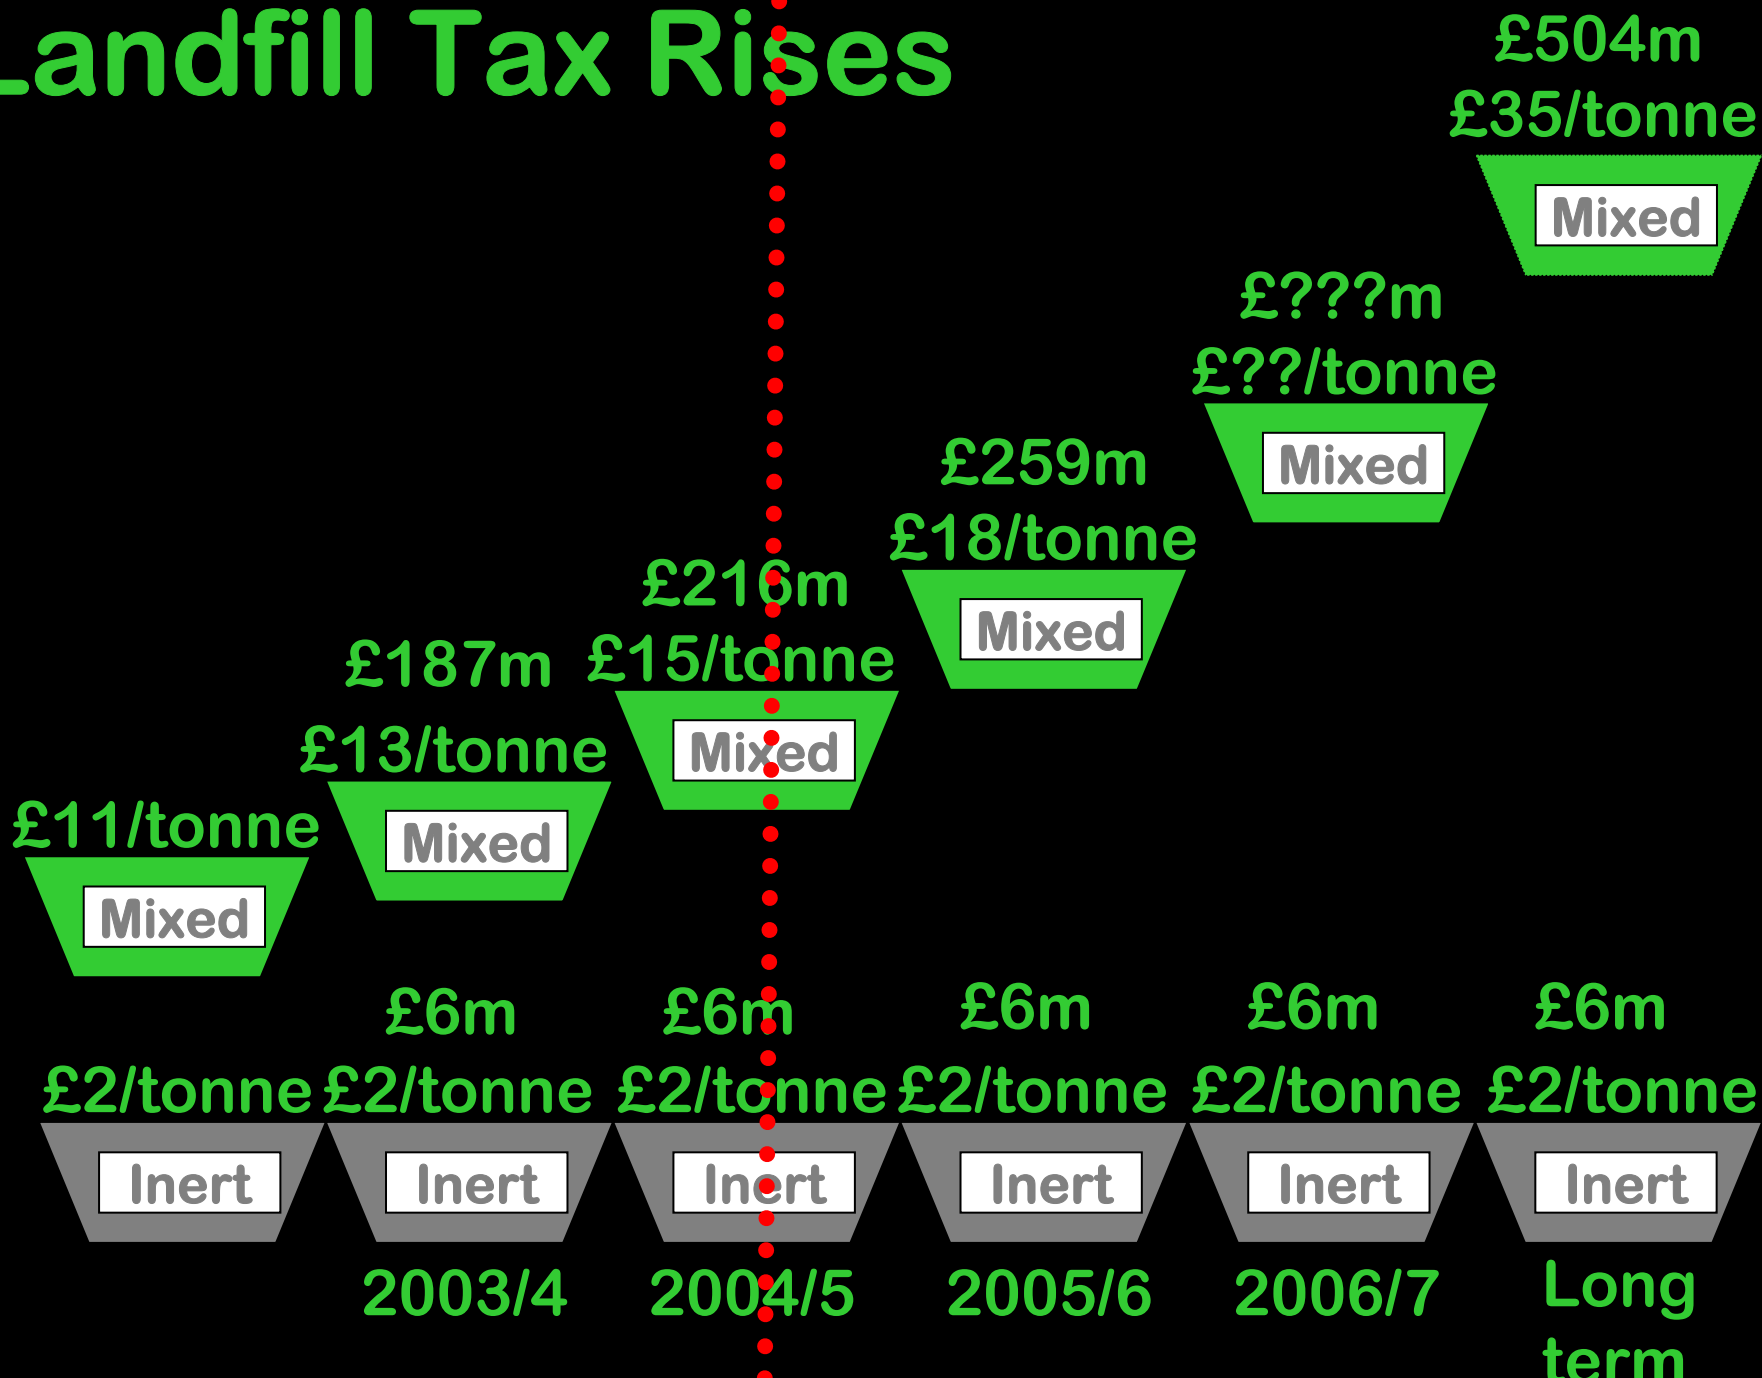 Landfill Tax Rises
£504m
£35/tonne
Mixed
£???m
£??/tonne
Mixed
£259m
£18/tonne
Mixed
£216m
£15/tonne
Mixed
£187m
£13/tonne
Mixed
£11/tonne
Mixed
£6m £6m £6m £6m £6m
£2/tonne £2/tonne £2/tonne £2/tonne £2/tonne £2/tonne
Inert Inert Inert Inert Inert Inert
2003/4 2004/5 2005/6 2006/7 Long
term